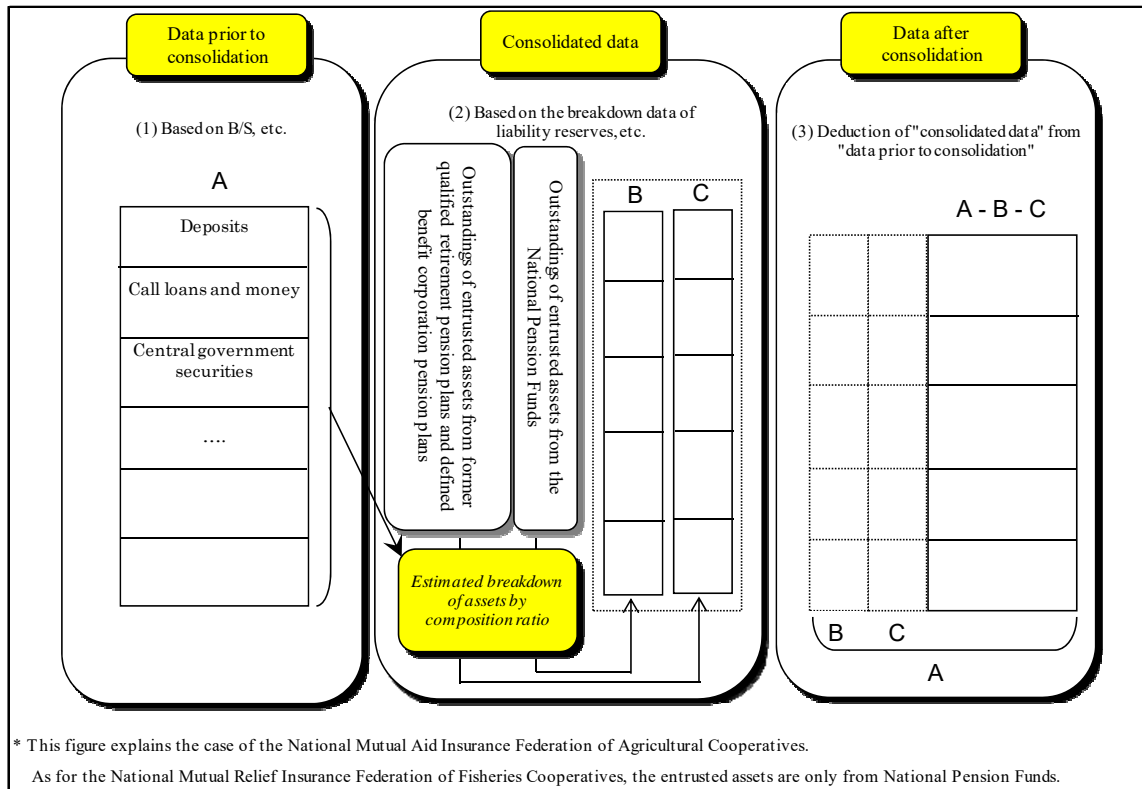 Data prior to
consolidation
Consolidated data
Data after
consolidation
(1) Based on B/S, etc.
A
Deposits
Call loans and money
Central government
securities
….
(2) Based on the breakdown data of
liability reserves, etc.
Outstandings of entrusted assets from former
qualified retirement pension plans and defined
benefit corporation pension plans
Outstandings of entrusted assets from the
National Pension Funds
B
C
Estimated breakdown
of assets by
composition ratio
(3) Deduction of "consolidated data" from
"data prior to consolidation"
A - B - C
B
C
A
* This figure explains the case of the National Mutual Aid Insurance Federation of Agricultural Cooperatives.
As for the National Mutual Relief Insurance Federation of Fisheries Cooperatives, the entrusted assets are only from National Pension Funds.